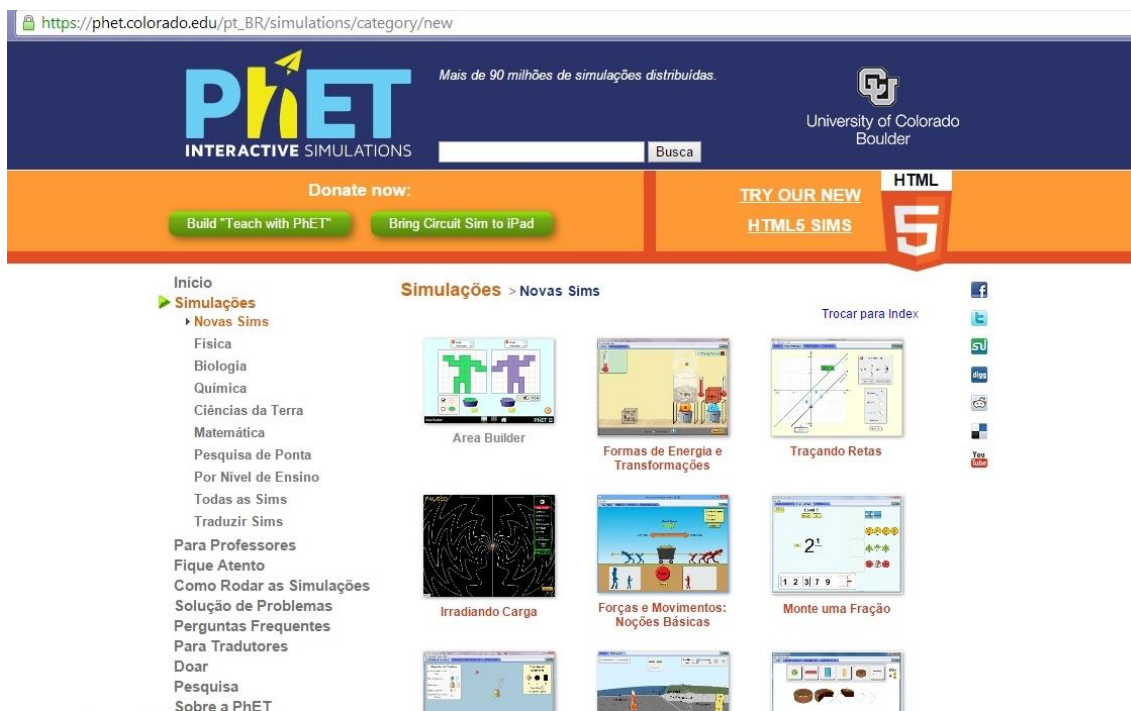 https://phet.colorado.edu/pt_BR/simulations/category/new
PhET
INTERACTIVE SIMULATIONS
Mais de 90 milhões de simulações distribuídas.
Busca
University of Colorado
Boulder
Donate now:
Build "Teach with PhET"
Bring Circuit Sim to iPad
TRY OUR NEW
HTML5 SIMS
HTML
5
Início
Simulações
Novas Sims
Física
Biologia
Química
Ciências da Terra
Matemática
Pesquisa de Ponta
Por Nível de Ensino
Todas as Sims
Traduzir Sims
Para Professores
Fique Atento
Como Rodar as Simulações
Solução de Problemas
Perguntas Frequentes
Para Tradutores
Doar
Pesquisa
Sobre a PhET
Simulações > Novas Sims
Trocar para Index
Area Builder
Formas de Energia e
Transformações
Traçando Retas
Irradiando Carga
Forças e Movimentos:
Noções Básicas
Monte uma Fração
digg
You
Tube